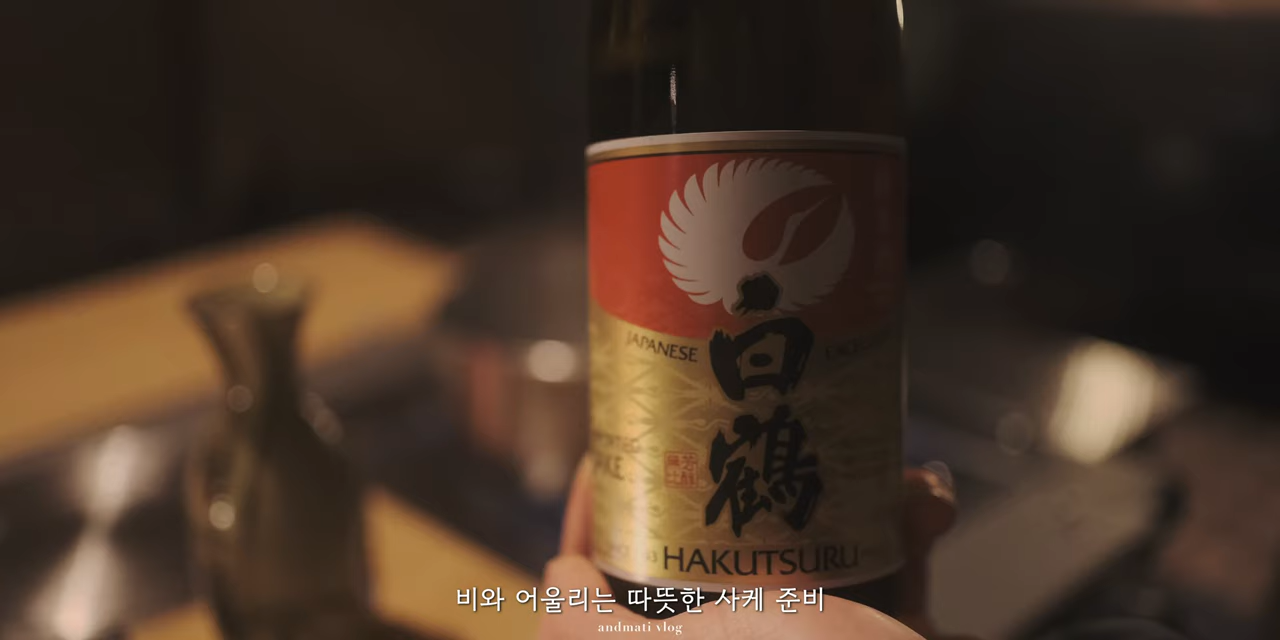 JAPANESE
白
鶴
HAKUTSURU
비와 어울리는 따뜻한 사케 준비
andmati vlog